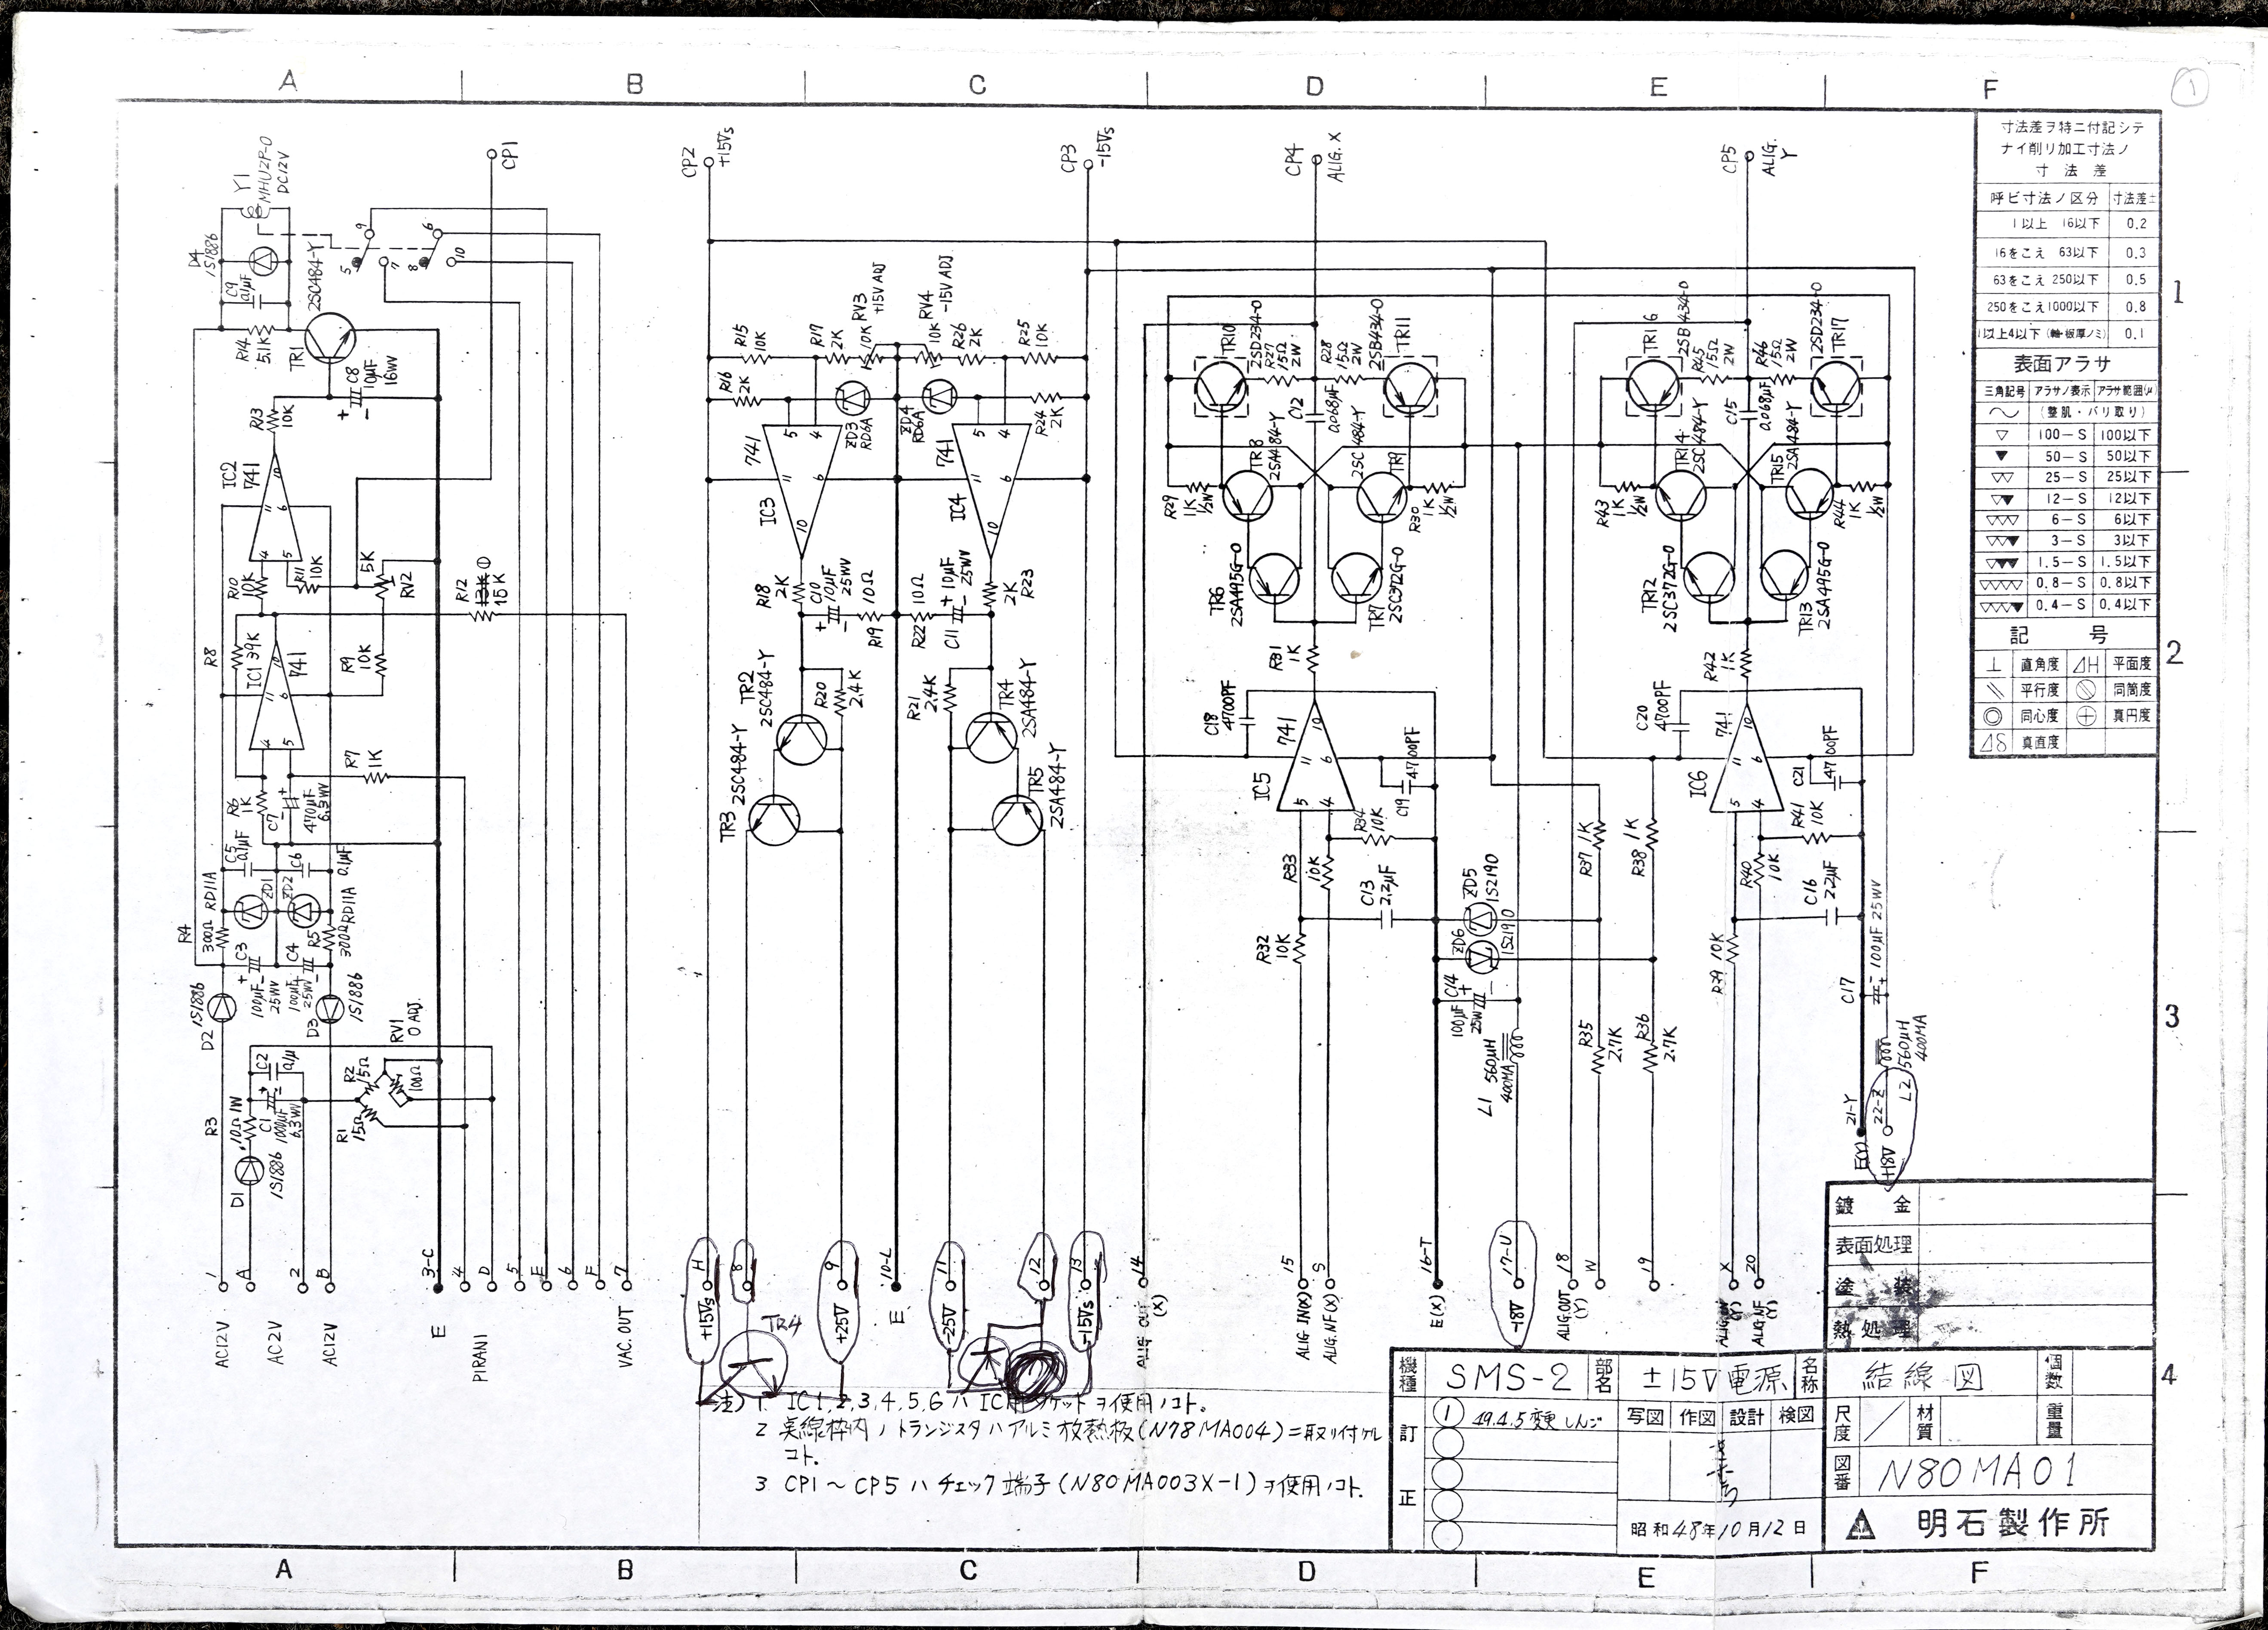 A B C D E F
1
寸法差ヲ特ニ付記シテ
ナイ削リ加工寸法ノ
寸法差
呼ビ寸法ノ区分 寸法差±
1以上 16以下 0.2
16をこえ 63以下 0.3
63をこえ 250以下 0.5
250をこえ1000以下 0.8
1以上4以下(軸・板厚ノミ) 0.1
表面アラサ
三角記号 アラサノ表示 アラサ範囲(μ)
(整肌・バリ取り)
▽ 100-S 100以下
▼ 50-S 50以下
▽▽ 25-S 25以下
▽▼ 12-S 12以下
▽▽▽ 6-S 6以下
▽▽▼ 3-S 3以下
▽▼▼ 1.5-S 1.5以下
▽▽▽▽ 0.8-S 0.8以下
▽▽▽▼ 0.4-S 0.4以下
記号
⊥ 直角度 ⊿H 平面度
平行度 同筒度
◎ 同心度 ⊕ 真円度
⊿δ 真直度
1
2
3
4
Y1
MHU2P-0
DC12V
D4
1S1886
C9
0.1μF
R14
5.1K
TR1
2SC484-Y
C8
10μF
16W
R3
10K
IC2
741
R10
10K
R11
10K
5K
RV2
R12
13K ①
15K
R8
39K
IC1
741
R9
10K
R7
1K
R6
1K
C7
470μF
6.3WV
C5
0.1μF
C6
0.1μF
ZD1
RD11A
ZD2
RD11A
R4
300Ω
R5
300Ω
C3
100μF
25WV
C4
100μF
25WV
D2
1S1886
D3
1S1886
RV1
0 ADJ.
100Ω
R2
15Ω
R1
15Ω
C2
0.1μ
C1
1000μF
6.3WV
R3
10Ω 1W
D1
1S1886
5 9 7 8 6 10
CP1
CP2
+15Vs
CP3
-15Vs
CP4
ALIG. X
CP5
ALIG.
Y
R15
10K
R16
2K
R17
2K
10K RV3
+15V ADJ
10K RV4
-15V ADJ
R26
2K
R25
10K
R24
2K
ZD3
RD6A
ZD4
RD6A
741
IC3
741
IC4
R18
2K
C10
10μF
25WV
10Ω
R19
10Ω
R22
C11
10μF
25WV
2K
R23
TR2
2SC484-Y
R20
2.4K
R21
2.4K
TR4
2SA484-Y
TR3
2SC484-Y
TR5
2SA484-Y
TR10
2SD234-0
R27
15Ω
2W
R28
15Ω
2W
2SB434-0
TR11
C12
0.068μF
TR8
2SA484-Y
2SC484-Y
TR9
R29
1K
½W
R30
1K
½W
TR6
2SA495G-0
TR7
2SC372G-0
R31
1K
C18
4700PF
741
IC5
C19
4700PF
R34
10K
R33
10K
R32
10K
C13
2.2μF
ZD5
1S2190
ZD6
1S2190
C14
100μF
25W
L1 560μH
400MA
R37 1K
R38 1K
R35
2.7K
R36
2.7K
TR16
2SB434-0
R45
15Ω
2W
R46
15Ω
2W
2SD234-0
TR17
C15
0.068μF
TR14
2SC484-Y
TR15
2SA484-Y
R43
1K
½W
R44
1K
½W
TR12
2SC372G-0
TR13
2SA495G-0
R42
1K
C20
4700PF
741
IC6
C21
4700PF
R41
10K
R40
10K
R39 10K
C16
2.2μF
C17
100μF 25WV
560μH
400MA
L2
E(Y) 21-Y
+18V 22-Z
AC12V 1
AC2V A
2
AC12V B
E 3-C
4
PIRANI D
5
E
6
F
VAC. OUT 7
+15Vs H
8
TR4
+25V 9
E 10-L
-25V 11
12
-15Vs 13
ALIG OUT (X) 14
ALIG IN(X) 15
ALIG.NF(X) S
E(X) 16-T
-18V 17-U
ALIG.OUT (Y) 18
W
19
(Y) X
ALIG.NF (Y) 20
注) 1. IC1,2,3,4,5,6 ハ IC用ソケット ヲ使用ノコト。
2 実線枠内ノトランジスタハアルミ放熱板(N78MA004)ニ取リ付ケル
コト.
3 CP1~CP5 ハ チェック端子(N80MA003X-1)ヲ使用ノコト.
鍍金
表面処理
塗装
熱処理
機種 SMS-2 部名 ±15V電源 名称 結線図 個数
訂正 ① 49.4.5変更 しんじ 写図 作図 設計 検図 尺度 材質 重量
図番 N80MA01
昭和48年10月12日 明石製作所
A B C D E F